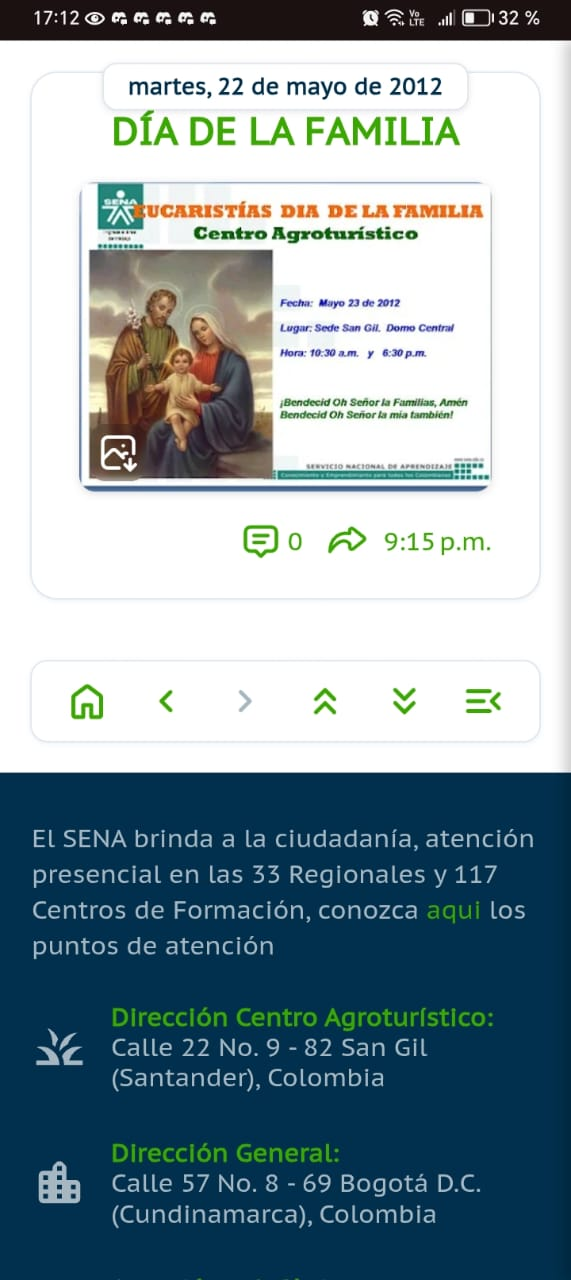 17:12
Vo
LTE
32 %
martes, 22 de mayo de 2012
DÍA DE LA FAMILIA
SENA
EUCARISTÍAS DIA DE LA FAMILIA
Centro Agroturístico
Fecha: Mayo 23 de 2012
Lugar: Sede San Gil. Domo Central
Hora: 10:30 a.m. y 6:30 p.m.
¡Bendecid Oh Señor la Familias, Amén
Bendecid Oh Señor la mía también!
SERVICIO NACIONAL DE APRENDIZAJE
Conocimiento y Emprendimiento para todos los Colombianos
0
9:15 p.m.
El SENA brinda a la ciudadanía, atención
presencial en las 33 Regionales y 117
Centros de Formación, conozca aqui los
puntos de atención
Dirección Centro Agroturístico:
Calle 22 No. 9 - 82 San Gil
(Santander), Colombia
Dirección General:
Calle 57 No. 8 - 69 Bogotá D.C.
(Cundinamarca), Colombia